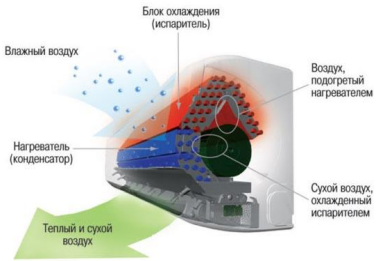 Блок охлаждения
(испаритель)
Влажный воздух
Воздух,
подогретый
нагревателем
Нагреватель
(конденсатор)
Сухой воздух,
охлажденный
испарителем
Теплый и сухой
воздух